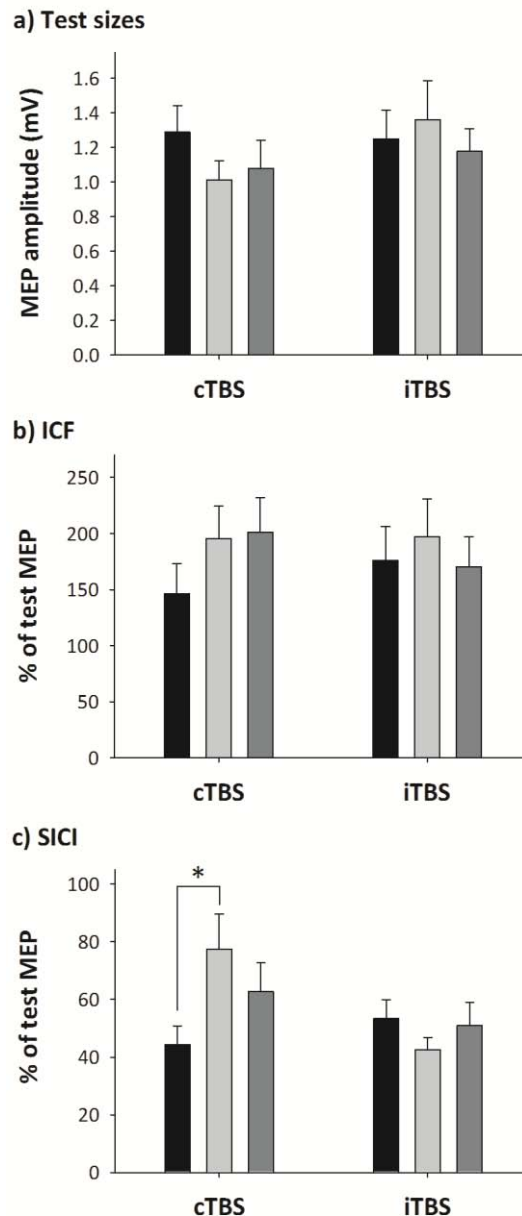 a) Test sizes
MEP amplitude (mV)
1.6
1.4
1.2
1.0
0.8
0.6
0.4
0.2
0.0
cTBS
iTBS
b) ICF
% of test MEP
250
200
150
100
50
0
cTBS
iTBS
c) SICI
% of test MEP
100
80
60
40
20
0
*
cTBS
iTBS